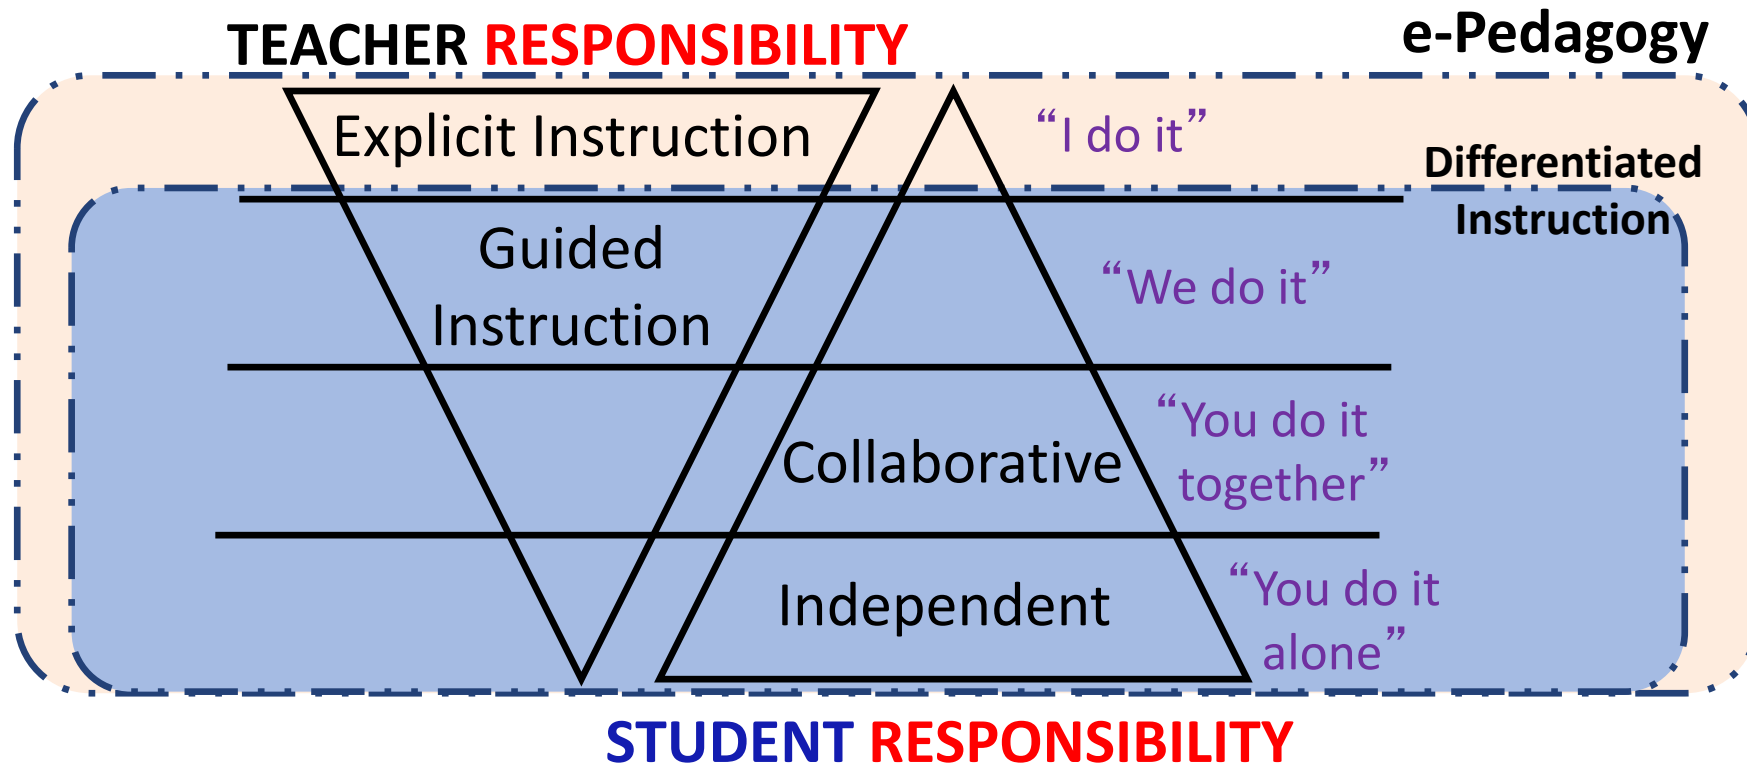 TEACHER RESPONSIBILITY
e-Pedagogy
Explicit Instruction
“I do it”
Differentiated
Instruction
Guided
Instruction
“We do it”
Collaborative
“You do it
together”
Independent
“You do it
alone”
STUDENT RESPONSIBILITY